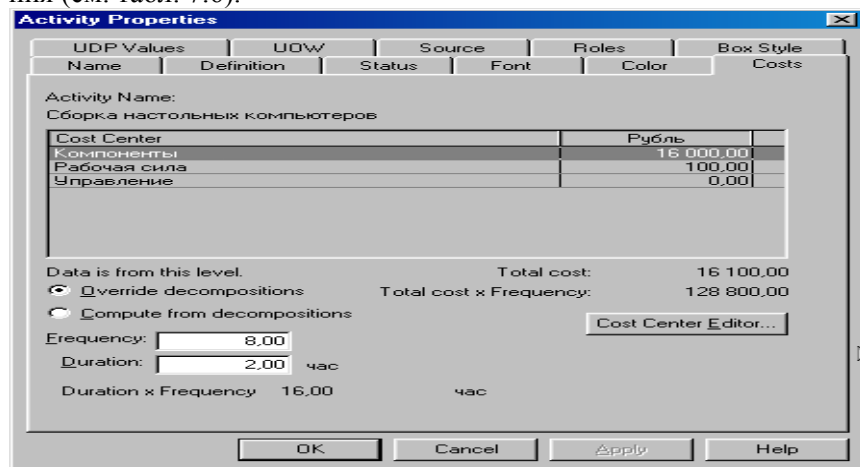 ния (см. табл. 7.6).
Activity Properties
UDP Values UOW Source Roles Box Style
Name Definition Status Font Color Costs
Activity Name:
Сборка настольных компьютеров
Cost Center Рубль
Компоненты 16 000,00
Рабочая сила 100,00
Управление 0,00
Data is from this level. Total cost: 16 100,00
Override decompositions Total cost x Frequency: 128 800,00
Compute from decompositions
Cost Center Editor...
Frequency: 8,00
Duration: 2,00 час
Duration x Frequency 16,00 час
OK Cancel Apply Help